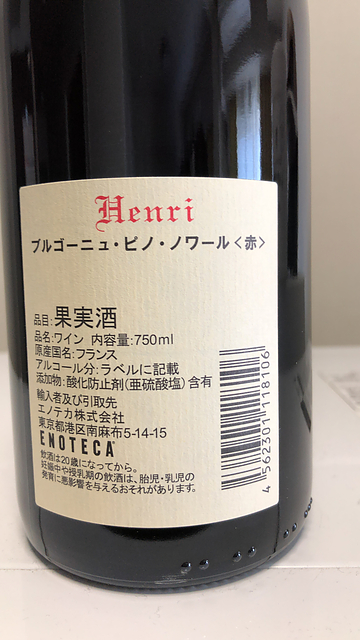 Henri
ブルゴーニュ・ピノ・ノワール＜赤＞
品目:果実酒
品名:ワイン 内容量:750ml
原産国名:フランス
アルコール分:ラベルに記載
添加物:酸化防止剤(亜硫酸塩)含有
輸入者及び引取先
エノテカ株式会社
東京都港区南麻布5-14-15
ENOTECA
飲酒は20歳になってから。
妊娠中や授乳期の飲酒は、胎児・乳児の
発育に悪影響を与えるおそれがあります。
4 562301 118106